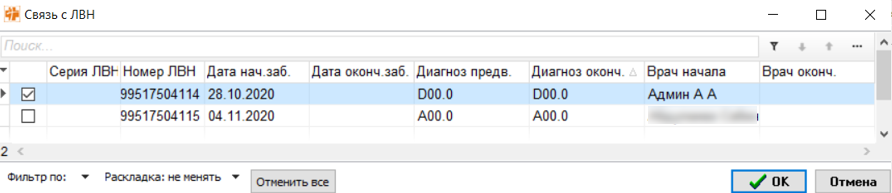 Связь с ЛВН
Поиск...
Серия ЛВН Номер ЛВН Дата нач.заб. Дата оконч.заб. Диагноз предв. Диагноз оконч. Врач начала Врач оконч.
99517504114 28.10.2020 D00.0 D00.0 Админ А А
99517504115 04.11.2020 A00.0 A00.0
2
Фильтр по: Раскладка: не менять Отменить все OK Отмена